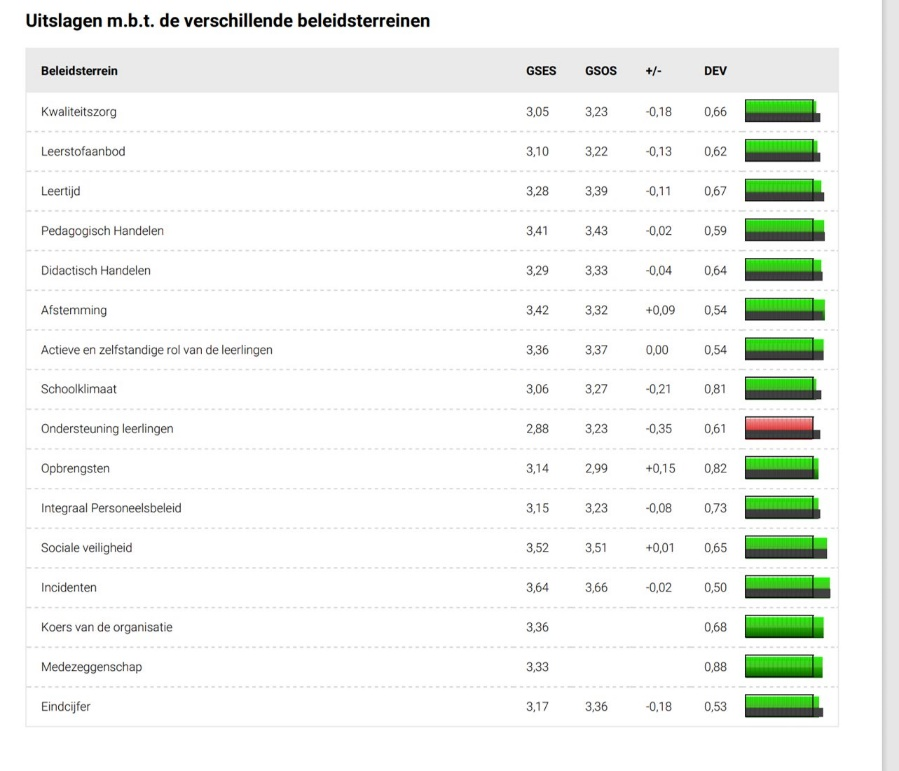 Uitslagen m.b.t. de verschillende beleidsterreinen
Beleidsterrein GSES GSOS +/- DEV
Kwaliteitszorg 3,05 3,23 -0,18 0,66
Leerstofaanbod 3,10 3,22 -0,13 0,62
Leertijd 3,28 3,39 -0,11 0,67
Pedagogisch Handelen 3,41 3,43 -0,02 0,59
Didactisch Handelen 3,29 3,33 -0,04 0,64
Afstemming 3,42 3,32 +0,09 0,54
Actieve en zelfstandige rol van de leerlingen 3,36 3,37 0,00 0,54
Schoolklimaat 3,06 3,27 -0,21 0,81
Ondersteuning leerlingen 2,88 3,23 -0,35 0,61
Opbrengsten 3,14 2,99 +0,15 0,82
Integraal Personeelsbeleid 3,15 3,23 -0,08 0,73
Sociale veiligheid 3,52 3,51 +0,01 0,65
Incidenten 3,64 3,66 -0,02 0,50
Koers van de organisatie 3,36 0,68
Medezeggenschap 3,33 0,88
Eindcijfer 3,17 3,36 -0,18 0,53